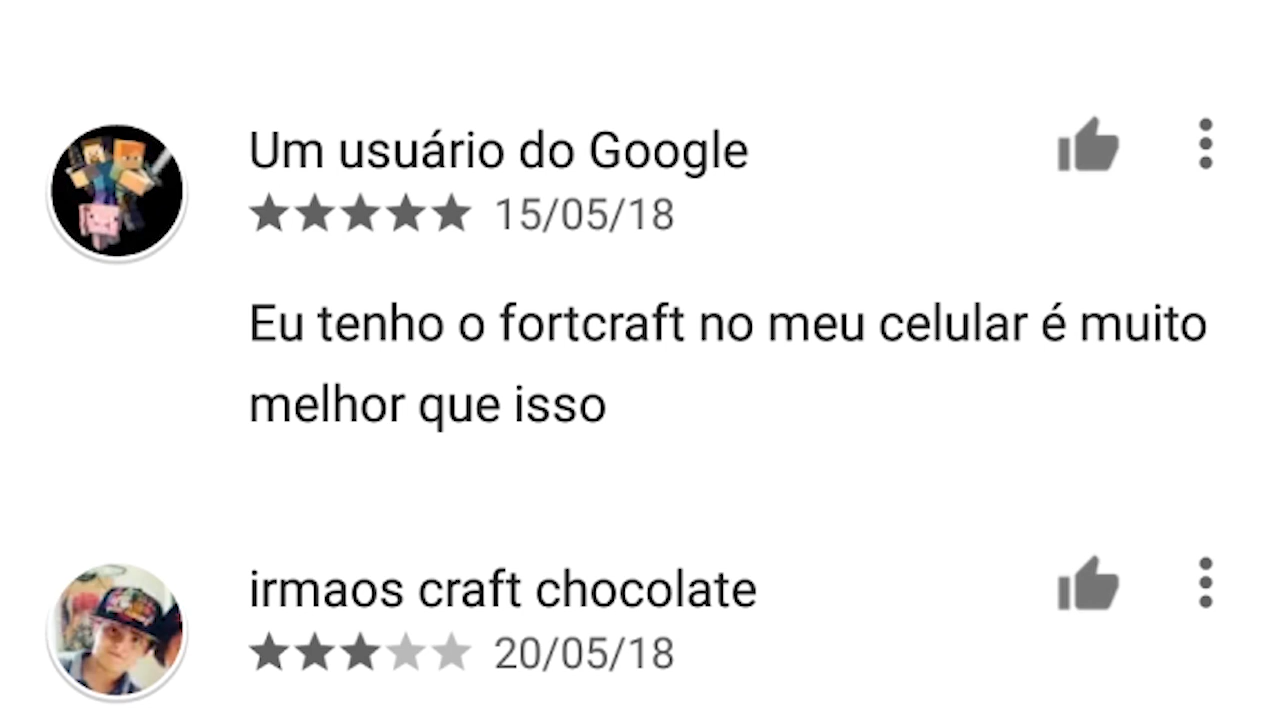 Um usuário do Google
15/05/18
Eu tenho o fortcraft no meu celular é muito
melhor que isso
irmaos craft chocolate
20/05/18